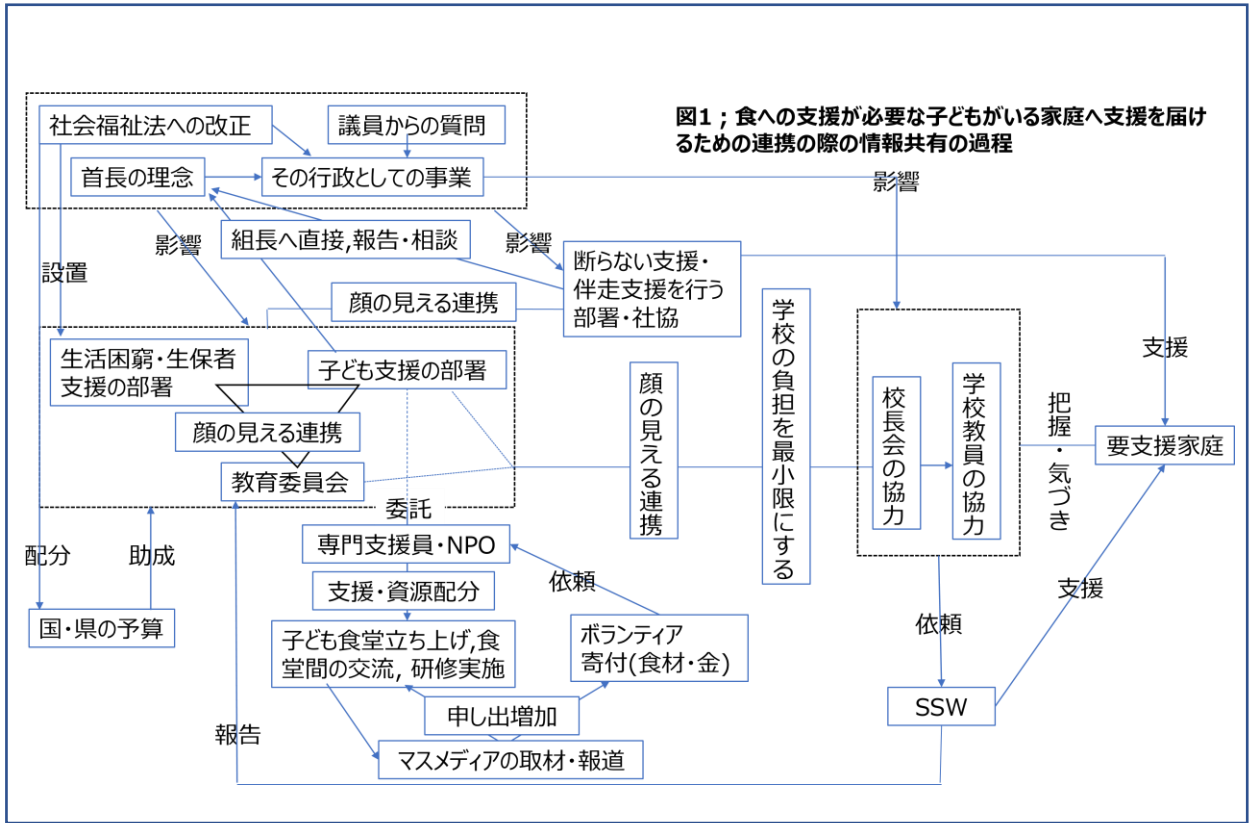 図1；食への支援が必要な子どもがいる家庭へ支援を届け
るための連携の際の情報共有の過程
社会福祉法への改正
議員からの質問
首長の理念
その行政としての事業
影響
影響
組長へ直接,報告・相談
影響
設置
断らない支援・
伴走支援を行う
部署・社協
顔の見える連携
生活困窮・生保者
支援の部署
子ども支援の部署
顔の見える連携
教育委員会
顔の見える連携
学校の負担を最小限にする
校長会の協力
学校教員の協力
把握・気づき
支援
要支援家庭
委託
配分
助成
専門支援員・NPO
依頼
支援・資源配分
国・県の予算
子ども食堂立ち上げ,食
堂間の交流, 研修実施
ボランティア
寄付(食材・金)
依頼
支援
申し出増加
SSW
報告
マスメディアの取材・報道